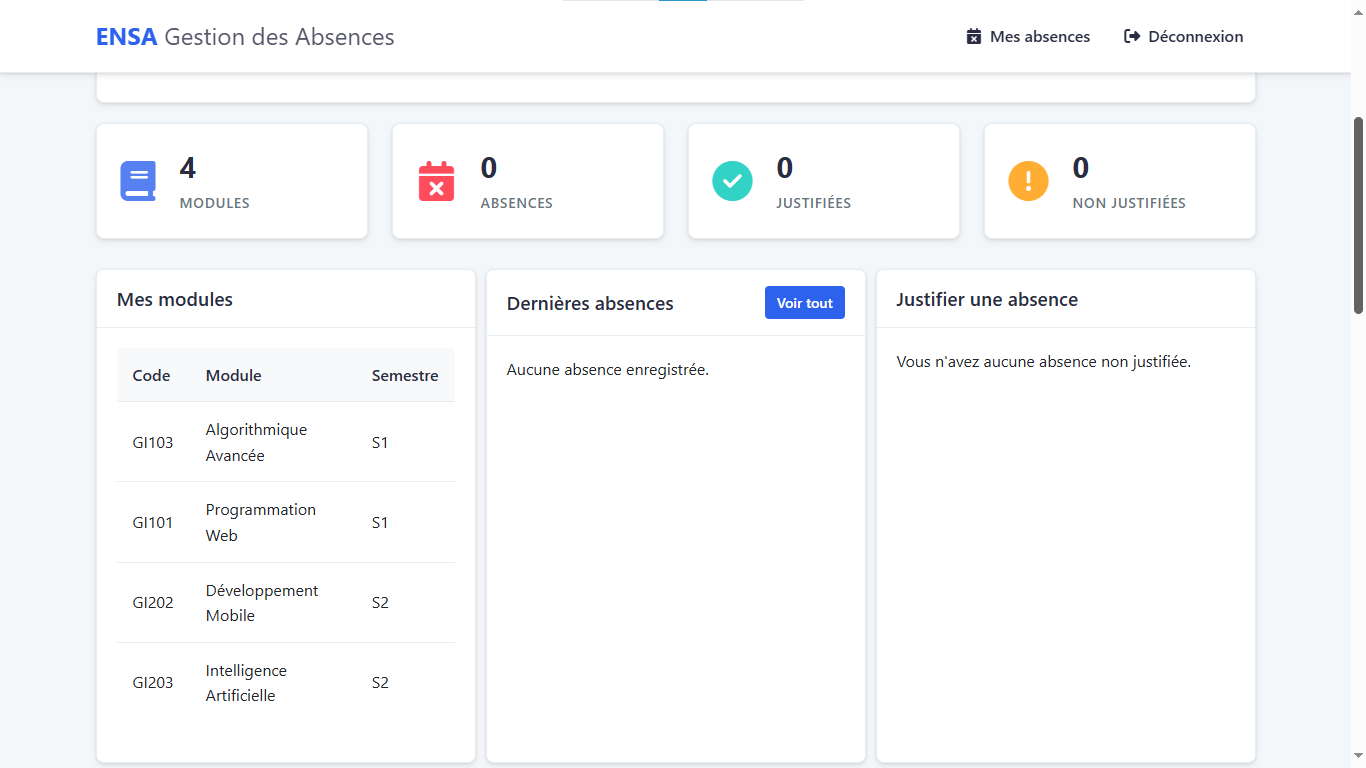 ENSA Gestion des Absences
Mes absences
Déconnexion
4
MODULES
0
ABSENCES
0
JUSTIFIÉES
0
NON JUSTIFIÉES
Mes modules
Code Module Semestre
GI103 Algorithmique Avancée S1
GI101 Programmation Web S1
GI202 Développement Mobile S2
GI203 Intelligence Artificielle S2
Dernières absences
Voir tout
Aucune absence enregistrée.
Justifier une absence
Vous n'avez aucune absence non justifiée.